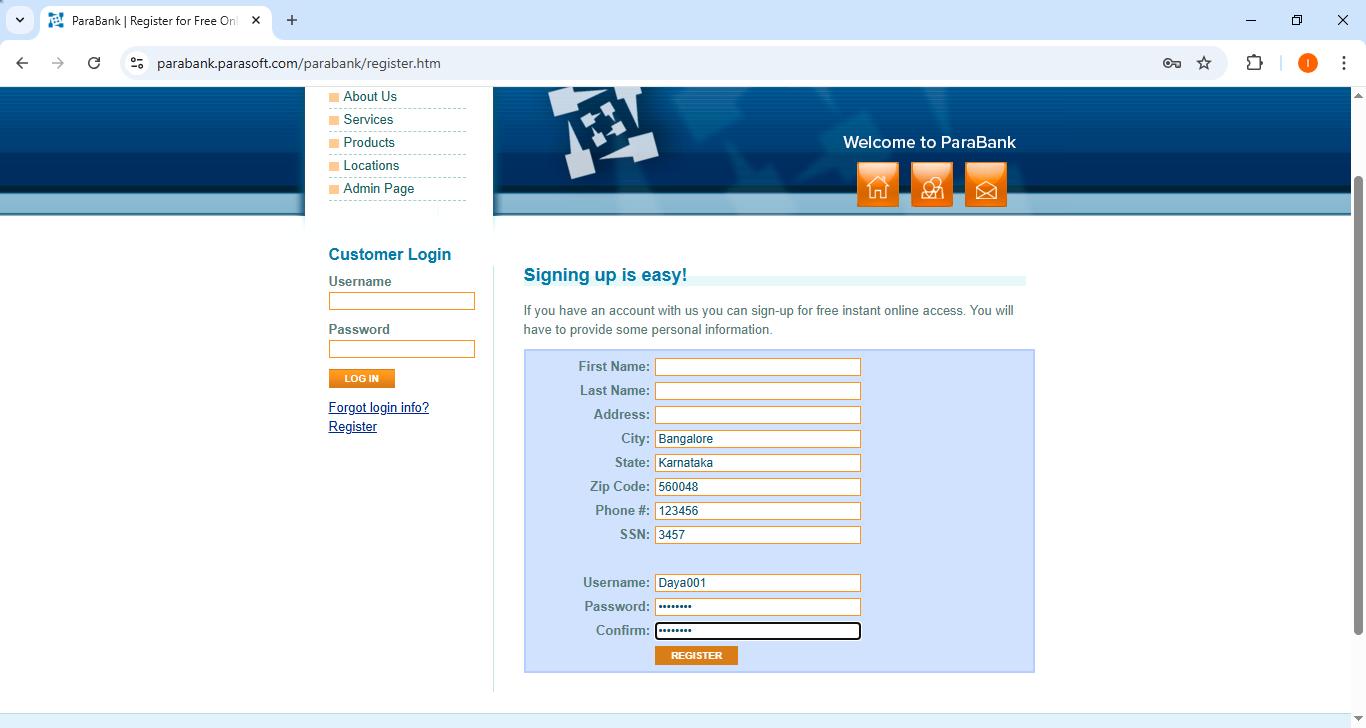 ParaBank | Register for Free Onl
parabank.parasoft.com/parabank/register.htm
I
About Us
Services
Products
Locations
Admin Page
Welcome to ParaBank
Customer Login
Username
Password
LOG IN
Forgot login info?
Register
Signing up is easy!
If you have an account with us you can sign-up for free instant online access. You will
have to provide some personal information.
First Name:
Last Name:
Address:
City: Bangalore
State: Karnataka
Zip Code: 560048
Phone #: 123456
SSN: 3457
Username: Daya001
Password: ••••••••
Confirm: ••••••••
REGISTER